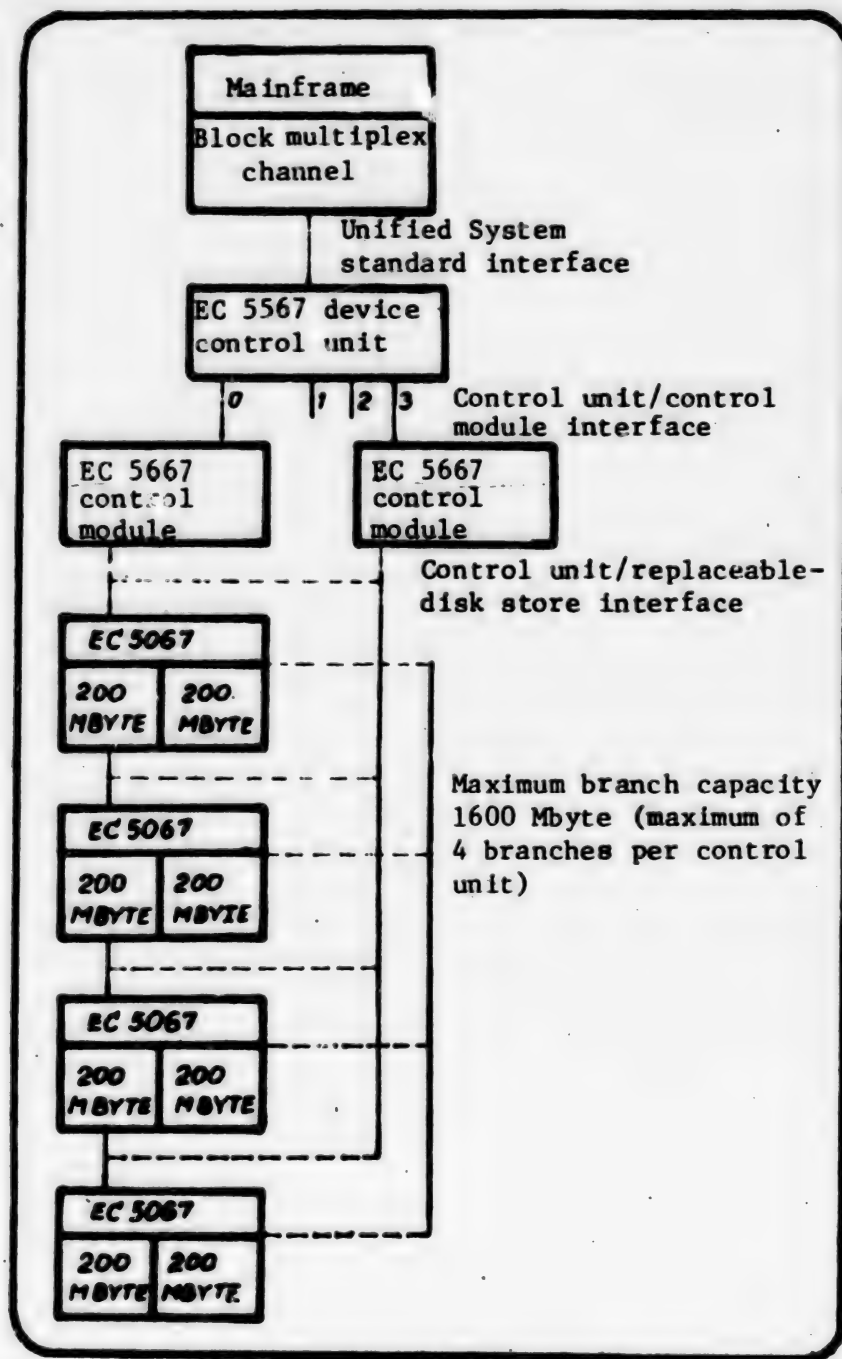 Mainframe
Block multiplex
channel
Unified System
standard interface
EC 5567 device
control unit
0 1 2 3
Control unit/control
module interface
EC 5667
control
module
EC 5667
control
module
Control unit/replaceable-
disk store interface
EC 5067
200 MBYTE
200 MBYTE
Maximum branch capacity
1600 Mbyte (maximum of
4 branches per control
unit)
EC 5067
200 MBYTE
200 MBYTE
EC 5067
200 MBYTE
200 MBYTE
EC 5067
200 MBYTE
200 MBYTE